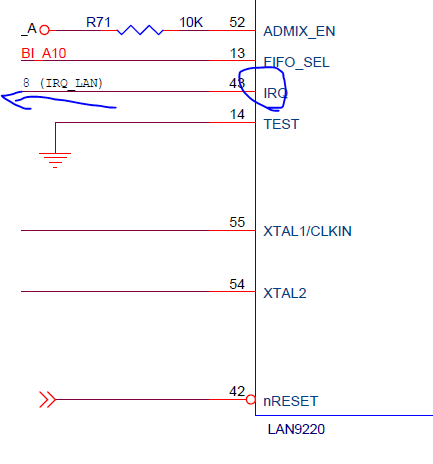 R71 10K 52
_A ADMIX_EN
BI_A10 13
FIFO_SEL
8 (IRQ_LAN) 43
IRQ
14
TEST
55
XTAL1/CLKIN
54
XTAL2
42
nRESET
LAN9220